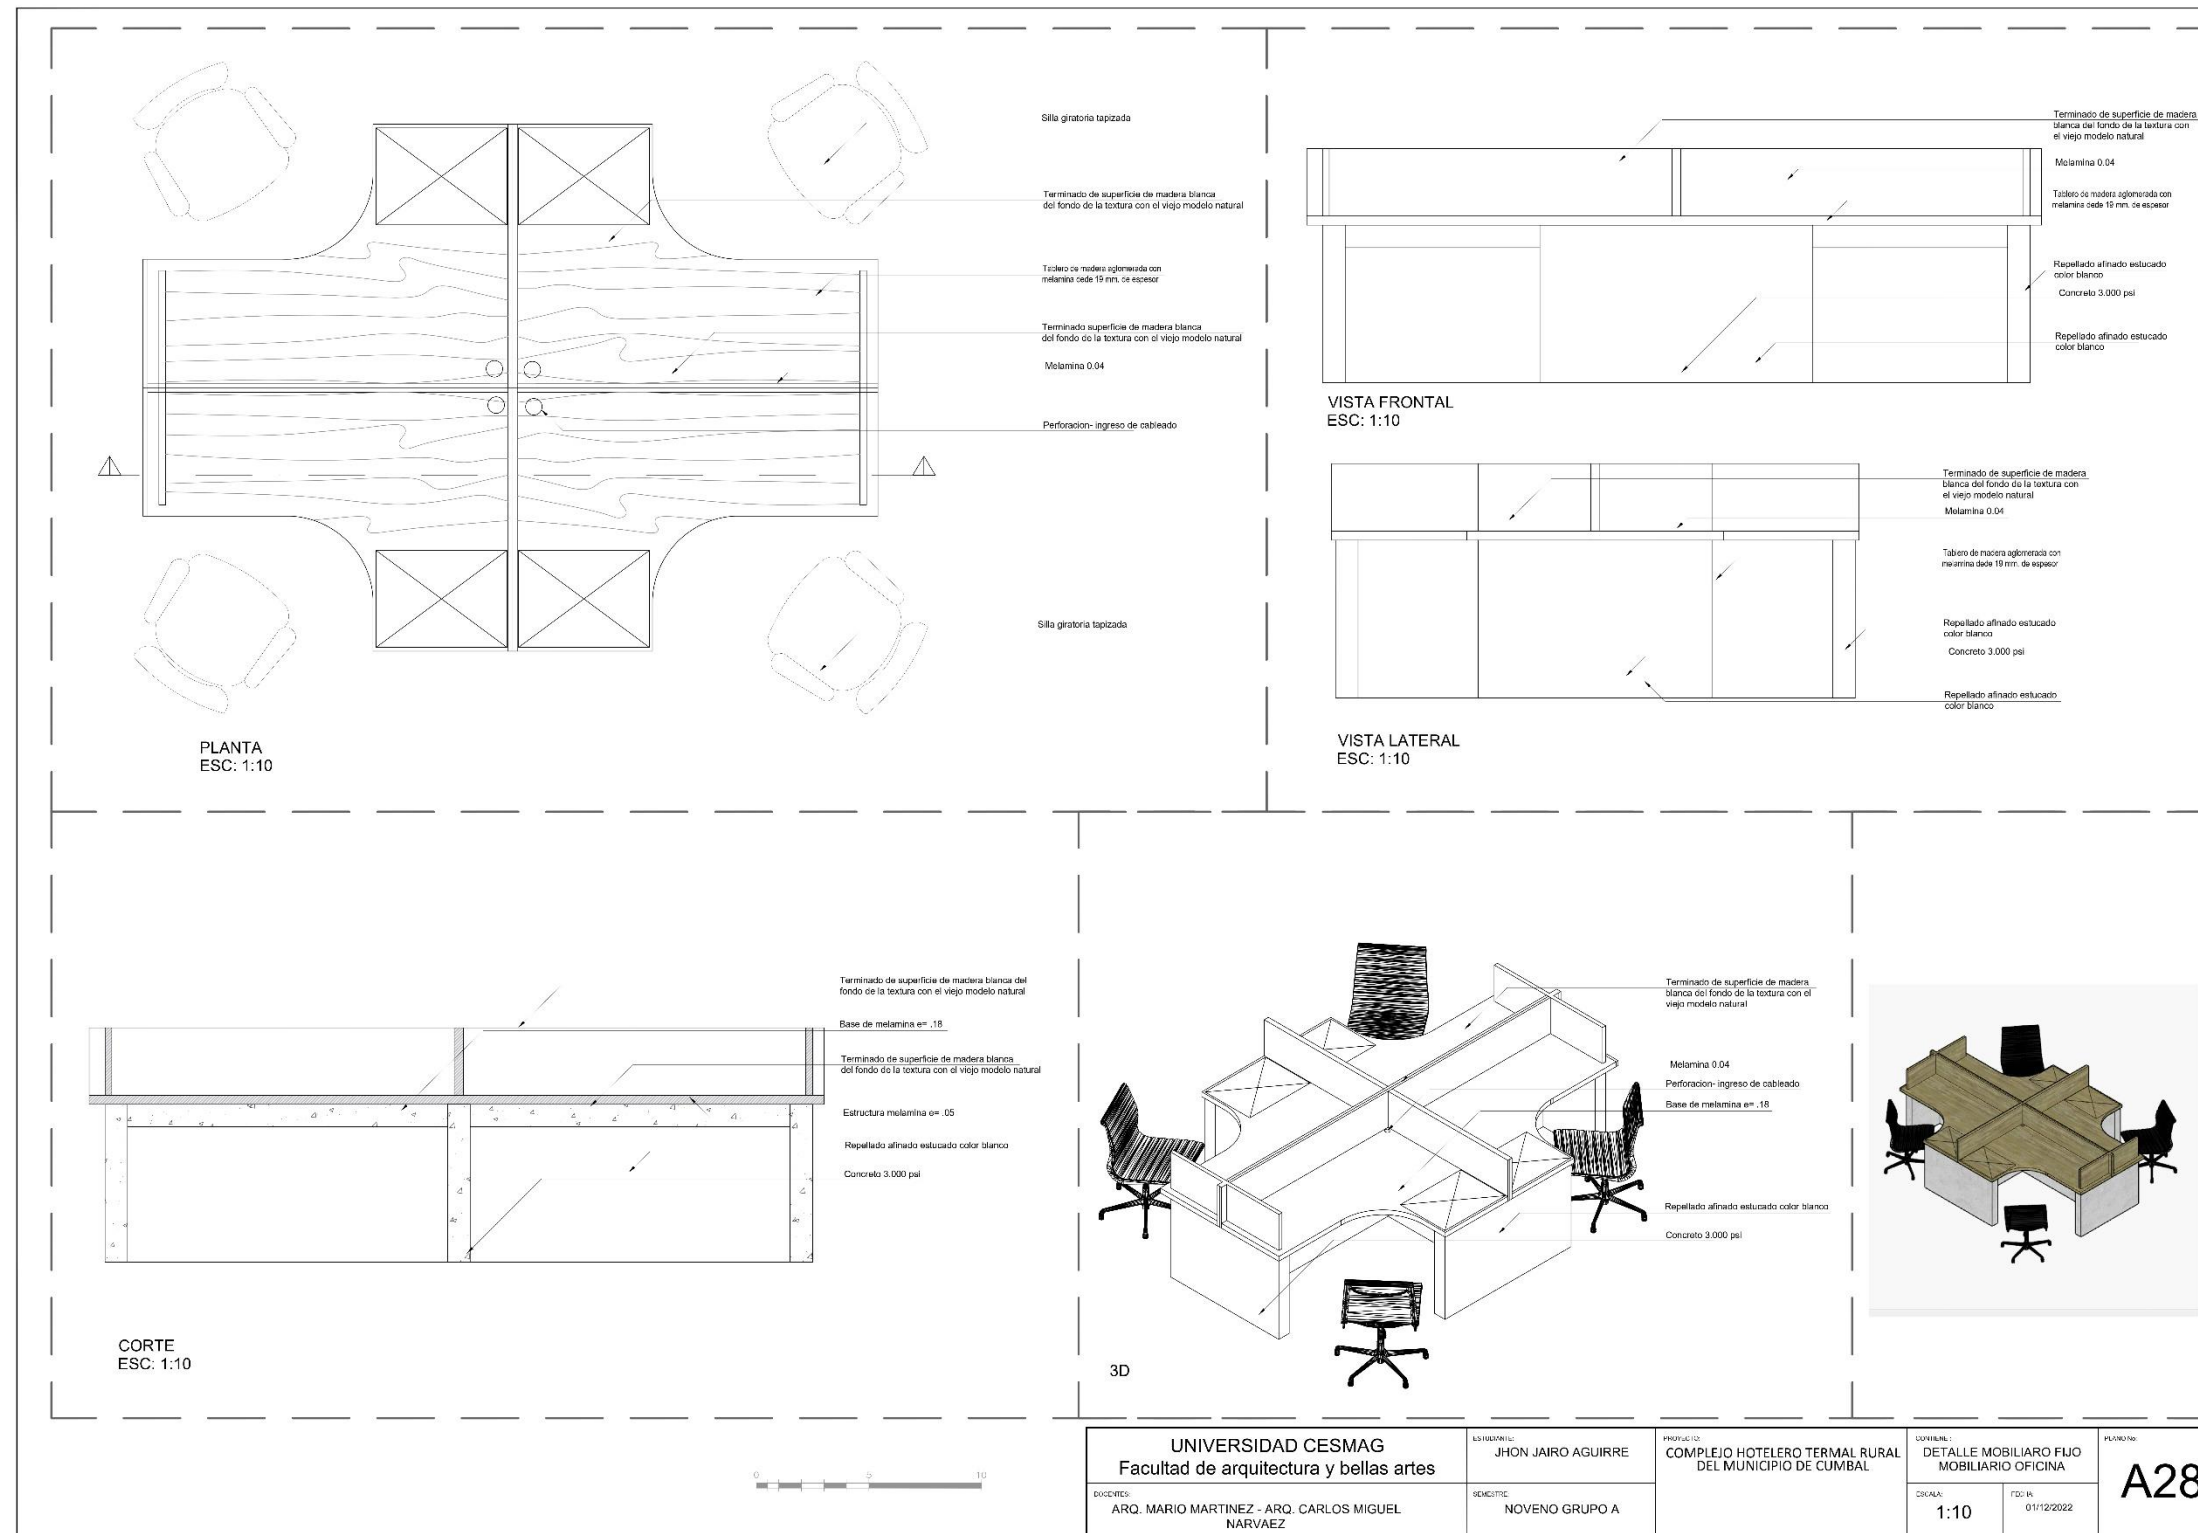 Silla giratoria tapizada
Terminado de superficie de madera blanca
del fondo de la textura con el viejo modelo natural
Tablero de madera aglomerada con
melamina dede 19 mm. de espesor
Terminado superficie de madera blanca
del fondo de la textura con el viejo modelo natural
Melamina 0.04
Perforacion- ingreso de cableado
Silla giratoria tapizada
PLANTA
ESC: 1:10
Terminado de superficie de madera
blanca del fondo de la textura con
el viejo modelo natural
Melamina 0.04
Tablero de madera aglomerada con
melamina dede 19 mm. de espesor
Repellado afinado estucado
color blanco
Concreto 3.000 psi
Repellado afinado estucado
color blanco
VISTA FRONTAL
ESC: 1:10
Terminado de superficie de madera
blanca del fondo de la textura con
el viejo modelo natural
Melamina 0.04
Tablero de madera aglomerada con
melamina dede 19 mm. de espesor
Repellado afinado estucado
color blanco
Concreto 3.000 psi
Repellado afinado estucado
color blanco
VISTA LATERAL
ESC: 1:10
Terminado de superficie de madera blanca del
fondo de la textura con el viejo modelo natural
Base de melamina e= .18
Terminado de superficie de madera blanca
del fondo de la textura con el viejo modelo natural
Estructura melamina e= .05
Repellado afinado estucado color blanco
Concreto 3.000 psi
CORTE
ESC: 1:10
Terminado de superficie de madera
blanca del fondo de la textura con el
viejo modelo natural
Melamina 0.04
Perforacion- ingreso de cableado
Base de melamina e= .18
Repellado afinado estucado color blanco
Concreto 3.000 psi
3D
0 5 10
UNIVERSIDAD CESMAG
Facultad de arquitectura y bellas artes
DOCENTES:
ARQ. MARIO MARTINEZ - ARQ. CARLOS MIGUEL
NARVAEZ
ESTUDIANTE:
JHON JAIRO AGUIRRE
SEMESTRE:
NOVENO GRUPO A
PROYECTO:
COMPLEJO HOTELERO TERMAL RURAL
DEL MUNICIPIO DE CUMBAL
CONTIENE:
DETALLE MOBILIARO FIJO
MOBILIARIO OFICINA
ESCALA:
1:10
FECHA:
01/12/2022
PLANO No:
A28